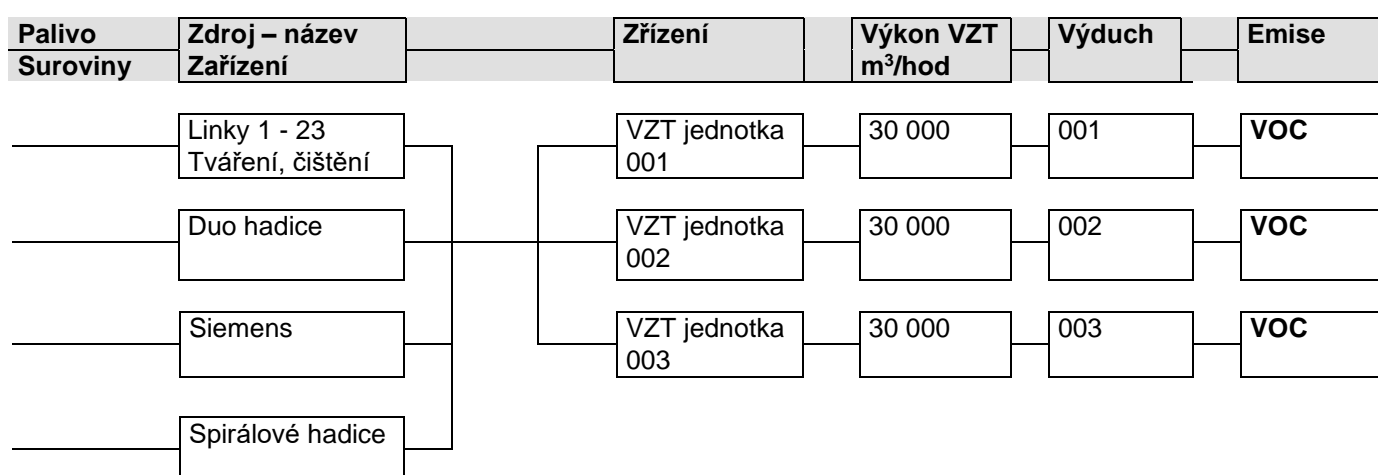 Palivo Zdroj – název Zřízení Výkon VZT Výduch Emise
Suroviny Zařízení m³/hod
Linky 1 - 23 VZT jednotka 30 000 001 VOC
Tváření, čištění 001
Duo hadice VZT jednotka 30 000 002 VOC
002
Siemens VZT jednotka 30 000 003 VOC
003
Spirálové hadice